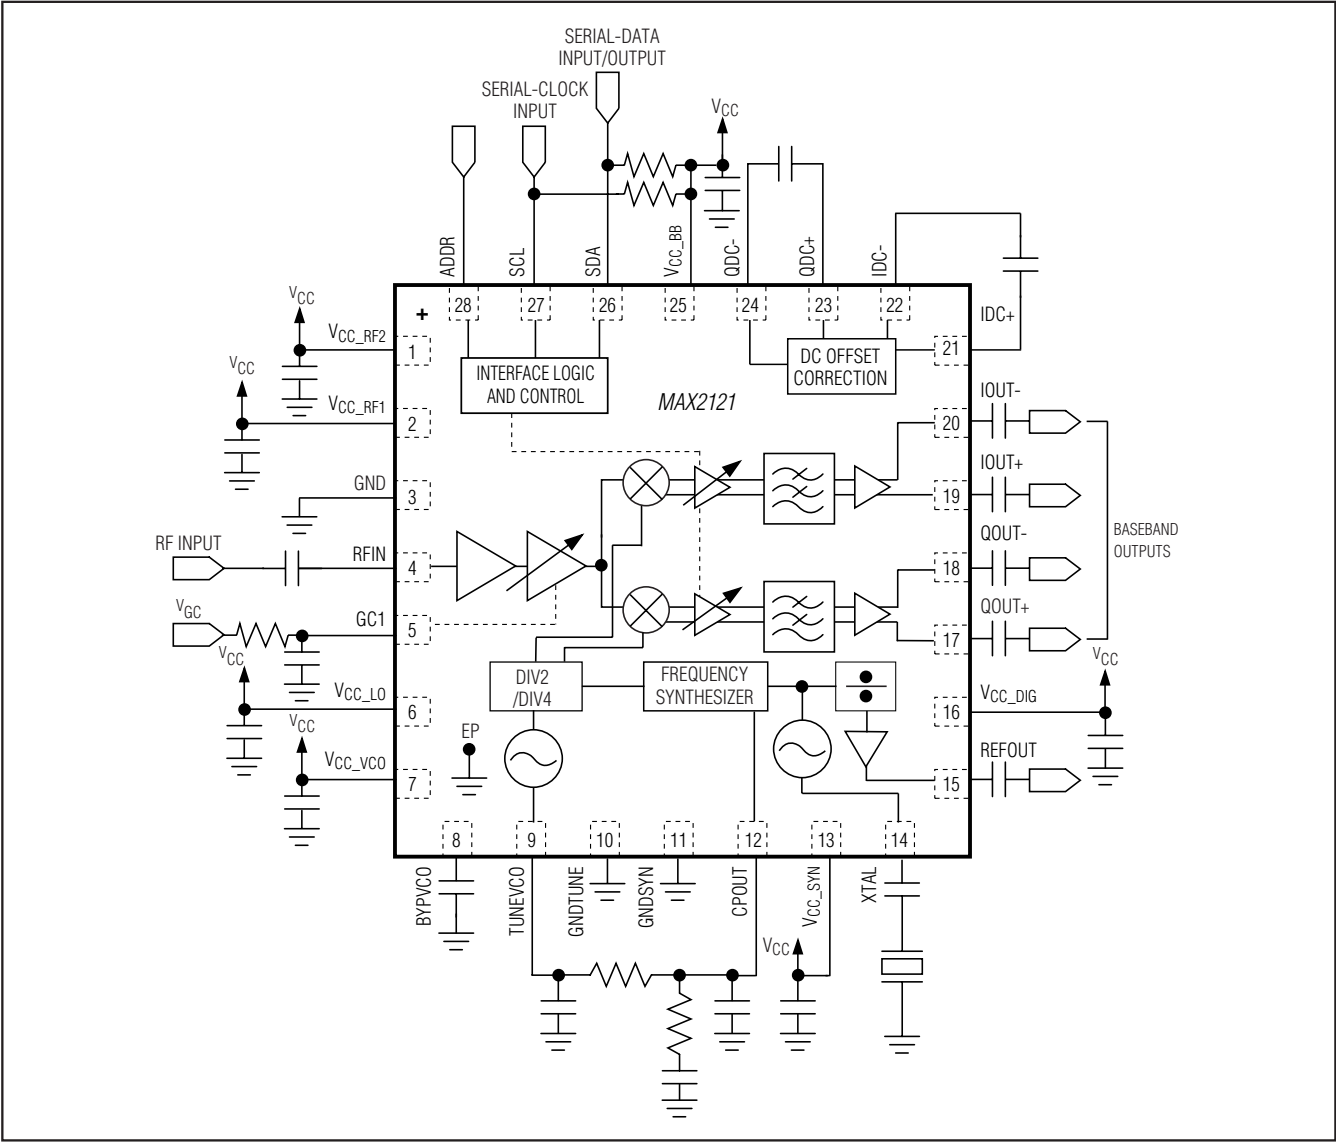 SERIAL-DATA
INPUT/OUTPUT
SERIAL-CLOCK
INPUT
VCC
ADDR
SCL
SDA
VCC_BB
QDC-
QDC+
IDC-
28
27
26
25
24
23
22
+
VCC
VCC_RF2
1
IDC+
21
INTERFACE LOGIC
AND CONTROL
DC OFFSET
CORRECTION
MAX2121
VCC
VCC_RF1
2
IOUT-
20
GND
3
IOUT+
19
BASEBAND
OUTPUTS
RF INPUT
RFIN
4
QOUT-
18
VGC
GC1
5
QOUT+
17
VCC
VCC_LO
6
DIV2
/DIV4
FREQUENCY
SYNTHESIZER
VCC
VCC_DIG
16
VCC
VCC_VCO
7
EP
REFOUT
15
8
9
10
11
12
13
14
BYPVCO
TUNEVCO
GNDTUNE
GNDSYN
CPOUT
VCC_SYN
XTAL
VCC